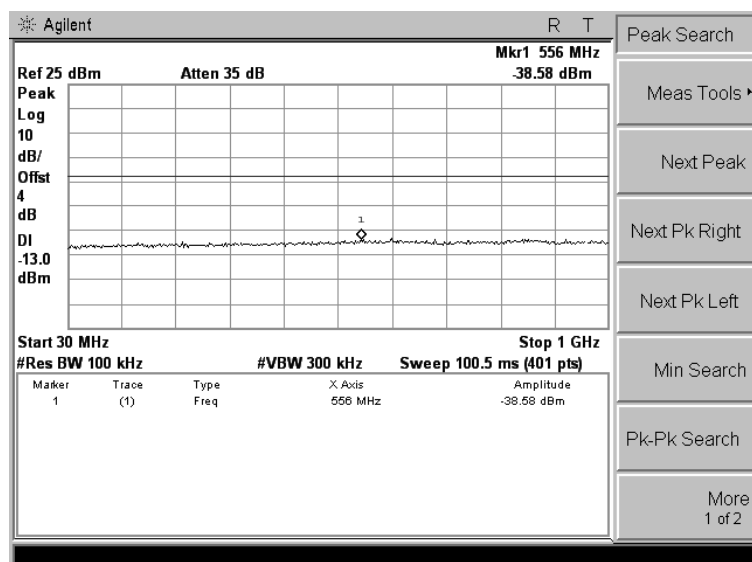 Agilent
R T
Mkr1 556 MHz
Ref 25 dBm Atten 35 dB -38.58 dBm
Peak
Log
10
dB/
Offst
4
dB
DI
-13.0
dBm
1
Start 30 MHz Stop 1 GHz
#Res BW 100 kHz #VBW 300 kHz Sweep 100.5 ms (401 pts)
Marker Trace Type X Axis Amplitude
1 (1) Freq 556 MHz -38.58 dBm
Peak Search
Meas Tools
Next Peak
Next Pk Right
Next Pk Left
Min Search
Pk-Pk Search
More
1 of 2